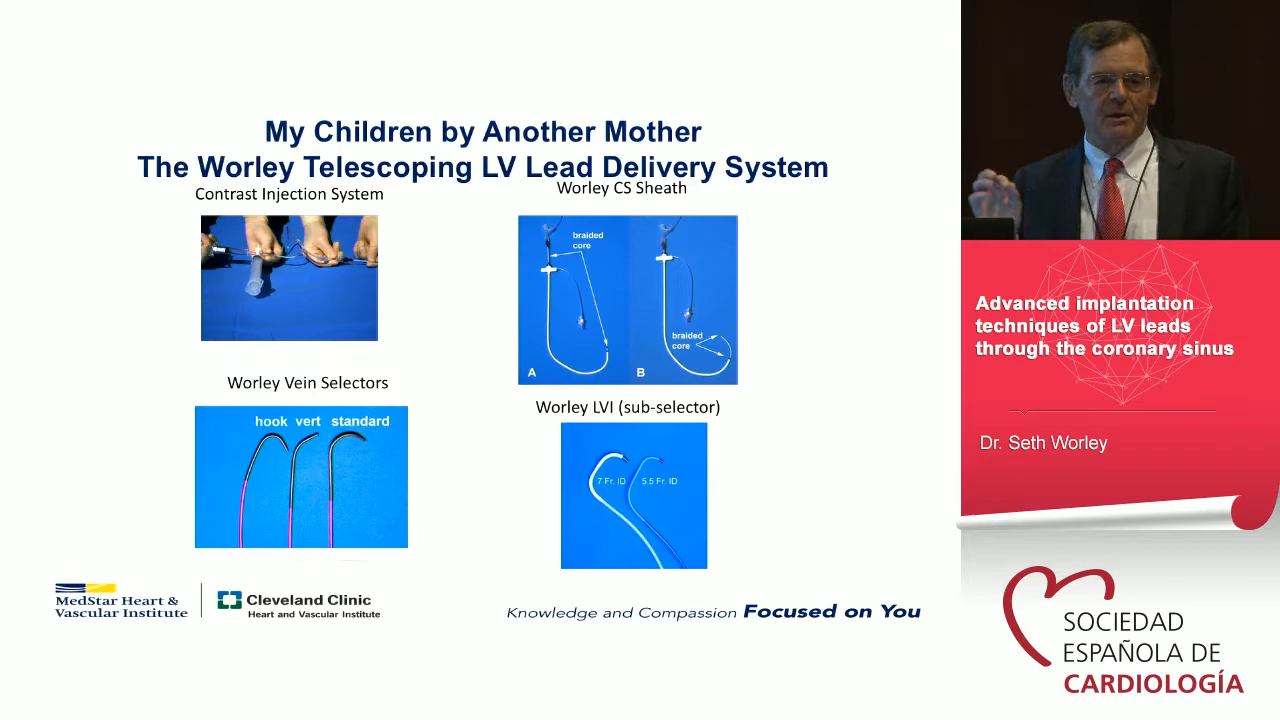 My Children by Another Mother
The Worley Telescoping LV Lead Delivery System
Contrast Injection System
Worley CS Sheath
braided
core
braided
core
A
B
Worley Vein Selectors
hook vert standard
Worley LVI (sub-selector)
7 Fr. ID
5.5 Fr. ID
MedStar Heart &
Vascular Institute
Cleveland Clinic
Heart and Vascular Institute
Knowledge and Compassion Focused on You
Advanced implantation
techniques of LV leads
through the coronary sinus
Dr. Seth Worley
SOCIEDAD
ESPAÑOLA DE
CARDIOLOGÍA